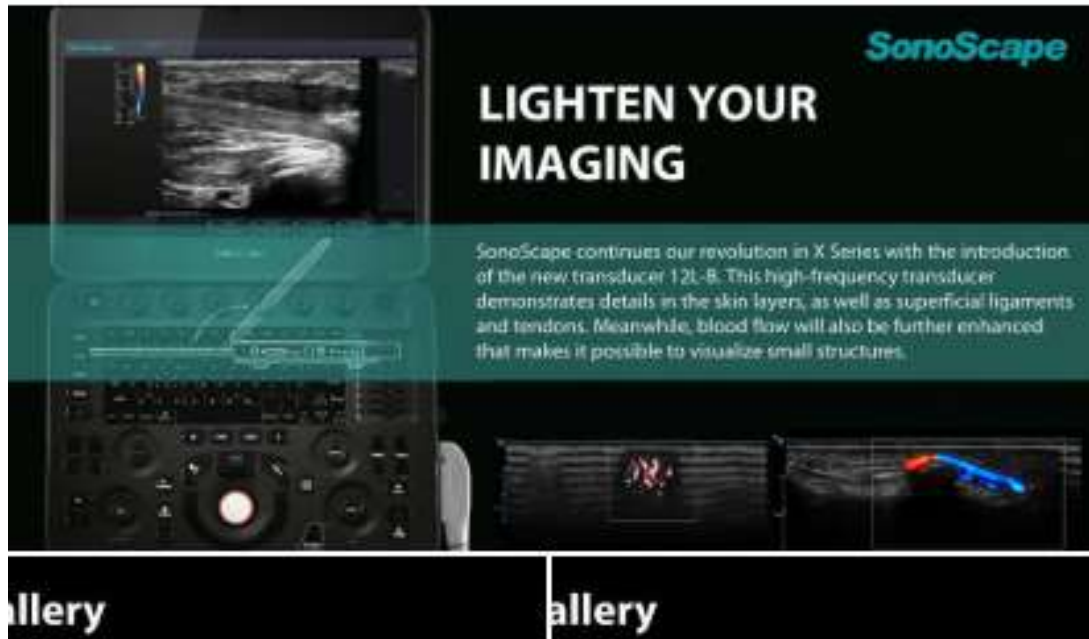 SonoScape
LIGHTEN YOUR
IMAGING
SonoScape continues our revolution in X Series with the introduction
of the new transducer 12L-B. This high-frequency transducer
demonstrates details in the skin layers, as well as superficial ligaments
and tendons. Meanwhile, blood flow will also be further enhanced
that makes it possible to visualize small structures.
allery
allery